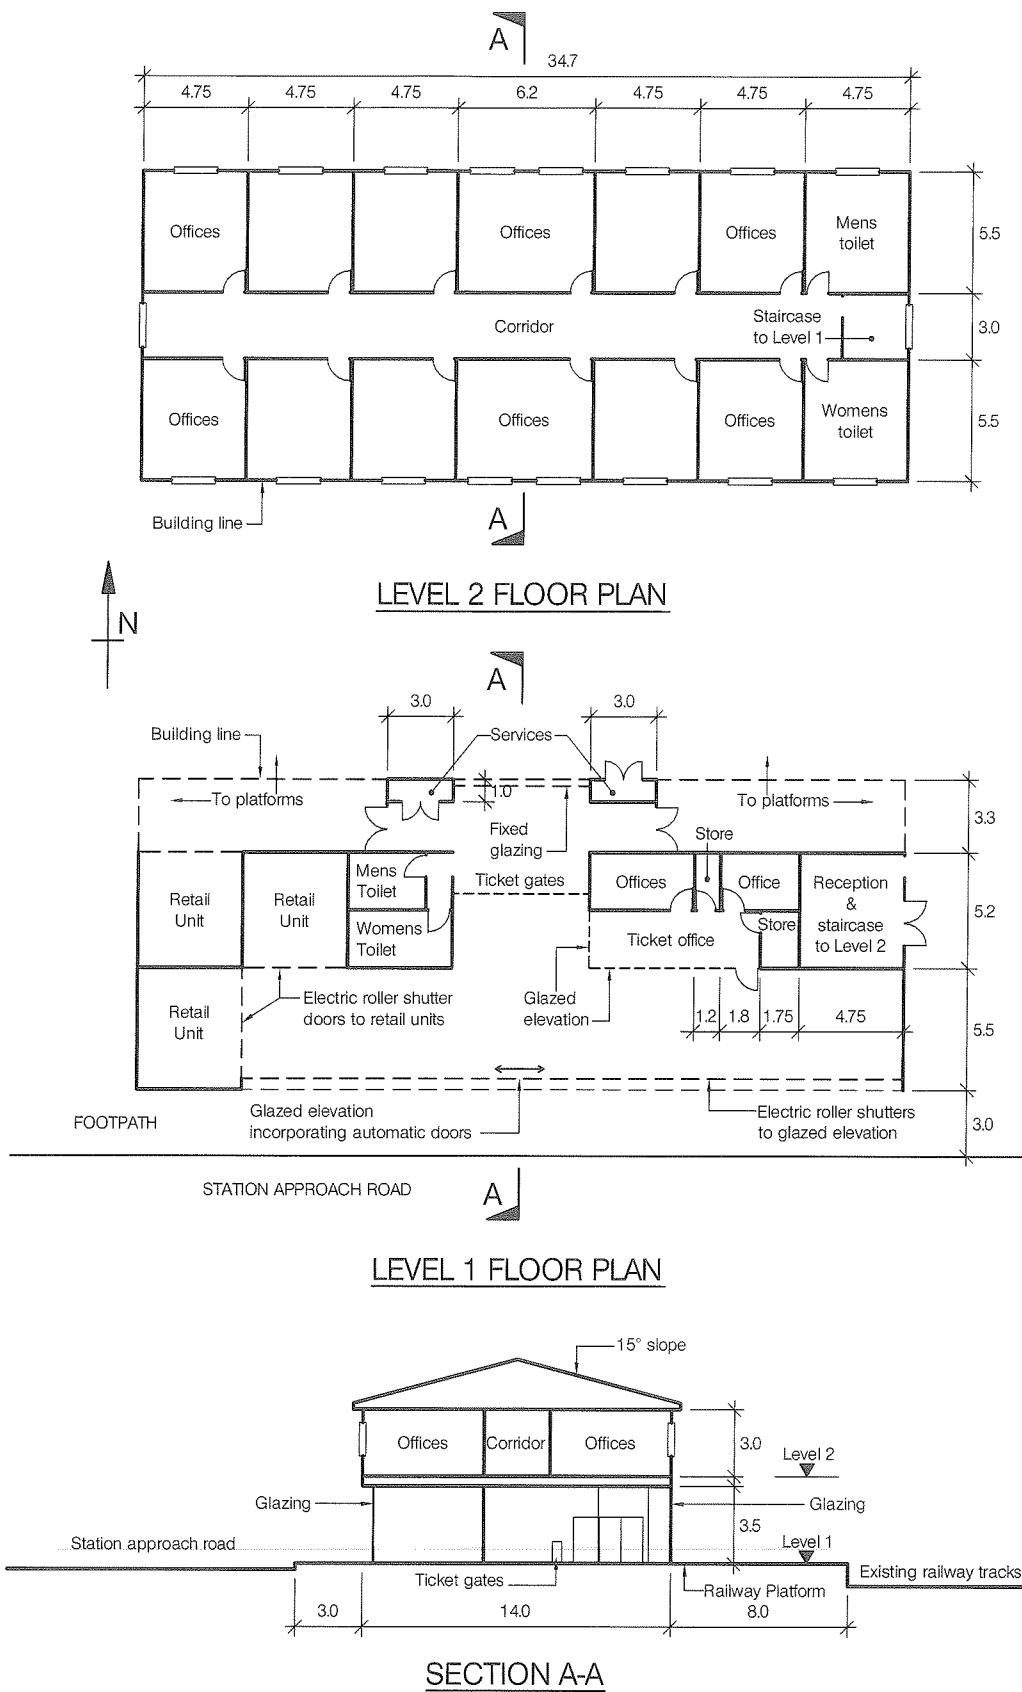 A
34.7
4.75 4.75 4.75 6.2 4.75 4.75 4.75
Offices
Offices
Offices
Mens
toilet
5.5
Corridor
Staircase
to Level 1
3.0
Offices
Offices
Offices
Womens
toilet
5.5
Building line
A
LEVEL 2 FLOOR PLAN
N
A
3.0
3.0
Building line
Services
To platforms
1.0
To platforms
Fixed
glazing
Store
3.3
Retail
Unit
Retail
Unit
Mens
Toilet
Ticket gates
Offices
Office
Reception
&
staircase
to Level 2
5.2
Womens
Toilet
Ticket office
Store
Retail
Unit
Electric roller shutter
doors to retail units
Glazed
elevation
1.2 1.8 1.75 4.75
5.5
FOOTPATH
Glazed elevation
incorporating automatic doors
Electric roller shutters
to glazed elevation
3.0
STATION APPROACH ROAD
A
LEVEL 1 FLOOR PLAN
15° slope
Offices
Corridor
Offices
3.0
Level 2
Glazing
Glazing
3.5
Station approach road
Level 1
Ticket gates
Railway Platform
Existing railway tracks
3.0
14.0
8.0
SECTION A-A